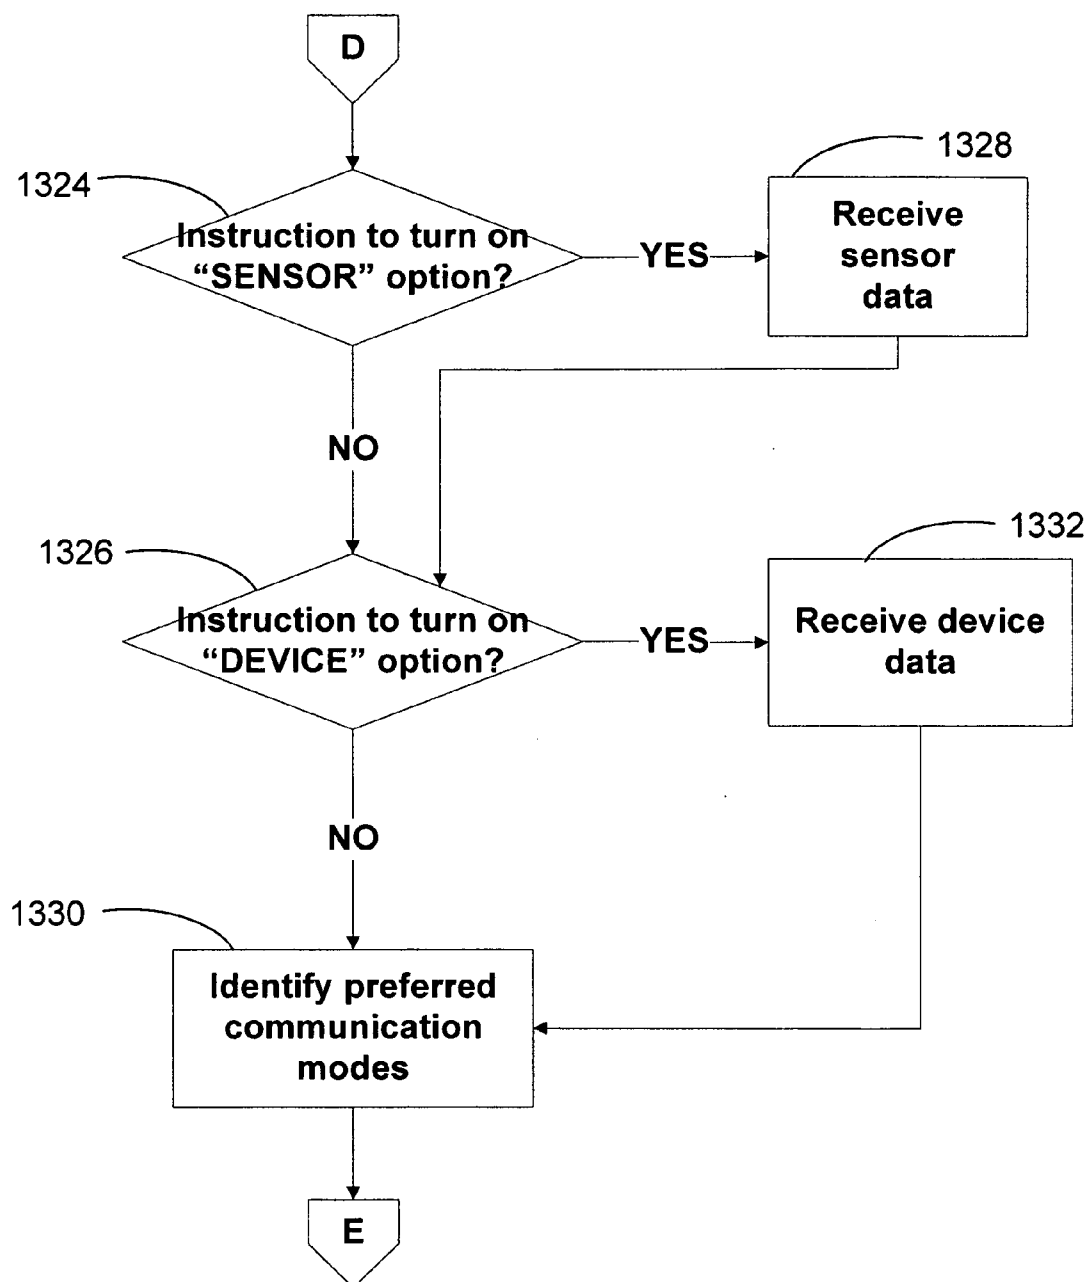 D
1324
Instruction to turn on
“SENSOR” option?
YES
1328
Receive
sensor
data
NO
1326
Instruction to turn on
“DEVICE” option?
YES
1332
Receive device
data
NO
1330
Identify preferred
communication
modes
E